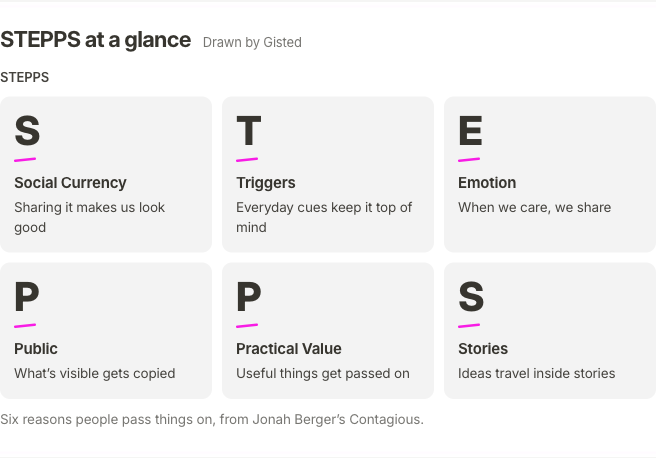 STEPPS at a glance Drawn by Gisted
STEPPS
S
Social Currency
Sharing it makes us look
good
T
Triggers
Everyday cues keep it top of
mind
E
Emotion
When we care, we share
P
Public
What’s visible gets copied
P
Practical Value
Useful things get passed on
S
Stories
Ideas travel inside stories
Six reasons people pass things on, from Jonah Berger’s Contagious.